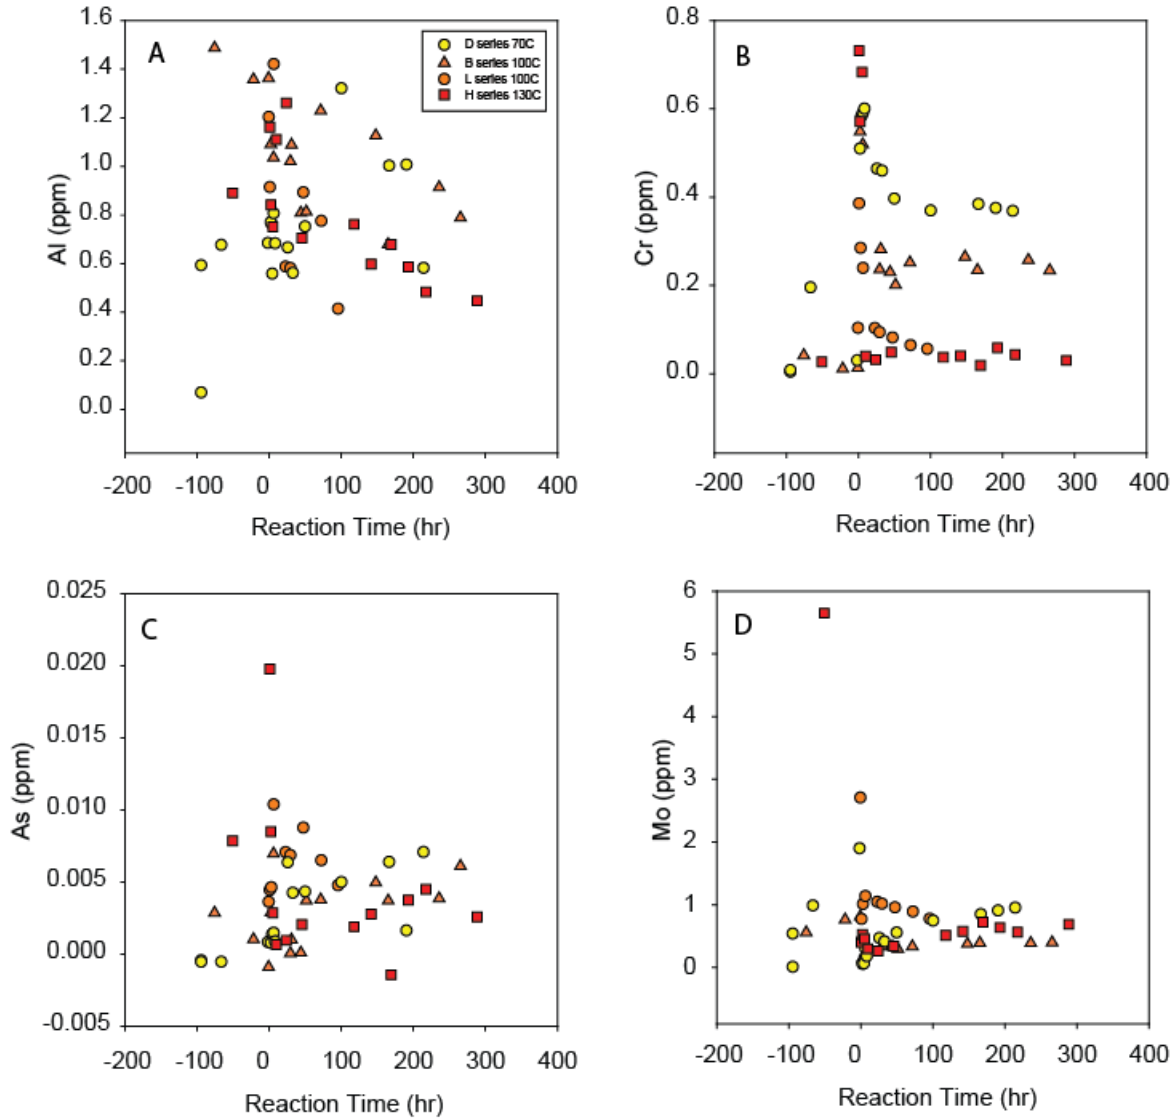 A
Al (ppm)
1.6
1.4
1.2
1.0
0.8
0.6
0.4
0.2
0.0
D series 70C
B series 100C
L series 100C
H series 130C
-200 -100 0 100 200 300 400
Reaction Time (hr)
B
Cr (ppm)
0.8
0.6
0.4
0.2
0.0
-200 -100 0 100 200 300 400
Reaction Time (hr)
C
As (ppm)
0.025
0.020
0.015
0.010
0.005
0.000
-0.005
-200 -100 0 100 200 300 400
Reaction Time (hr)
D
Mo (ppm)
6
5
4
3
2
1
0
-200 -100 0 100 200 300 400
Reaction Time (hr)